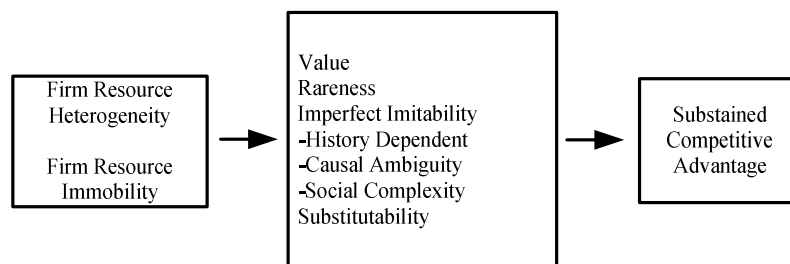 Firm Resource
Heterogeneity
Firm Resource
Immobility
Value
Rareness
Imperfect Imitability
-History Dependent
-Causal Ambiguity
-Social Complexity
Substitutability
Substained
Competitive
Advantage